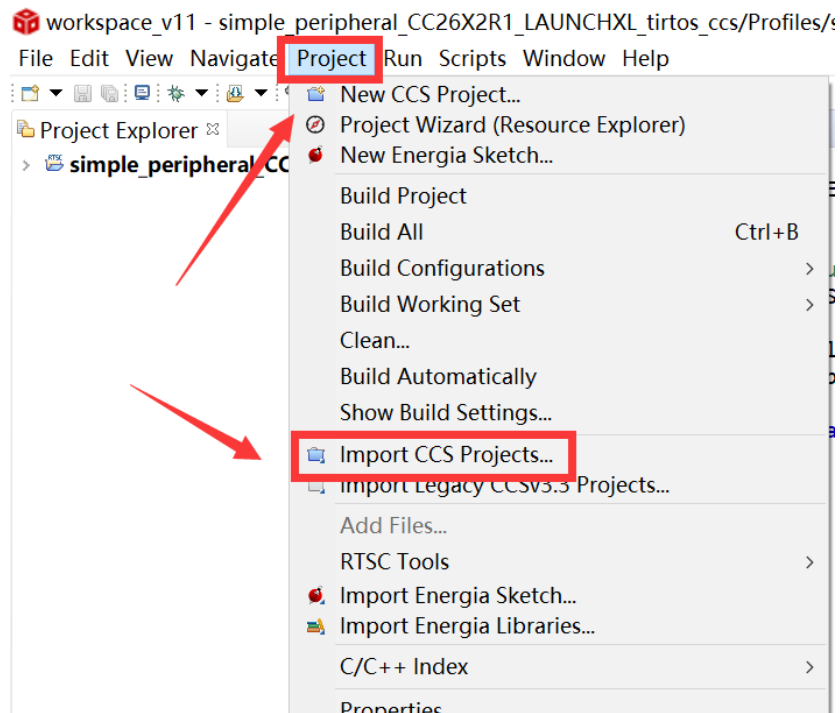 workspace_v11 - simple_peripheral_CC26X2R1_LAUNCHXL_tirtos_ccs/Profiles/s
File Edit View Navigate Project Run Scripts Window Help
Project Explorer
simple_peripheral_CC
New CCS Project...
Project Wizard (Resource Explorer)
New Energia Sketch...
Build Project
Build All Ctrl+B
Build Configurations
Build Working Set
Clean...
Build Automatically
Show Build Settings...
Import CCS Projects...
Import Legacy CCSv3.3 Projects...
Add Files...
RTSC Tools
Import Energia Sketch...
Import Energia Libraries...
C/C++ Index
Properties